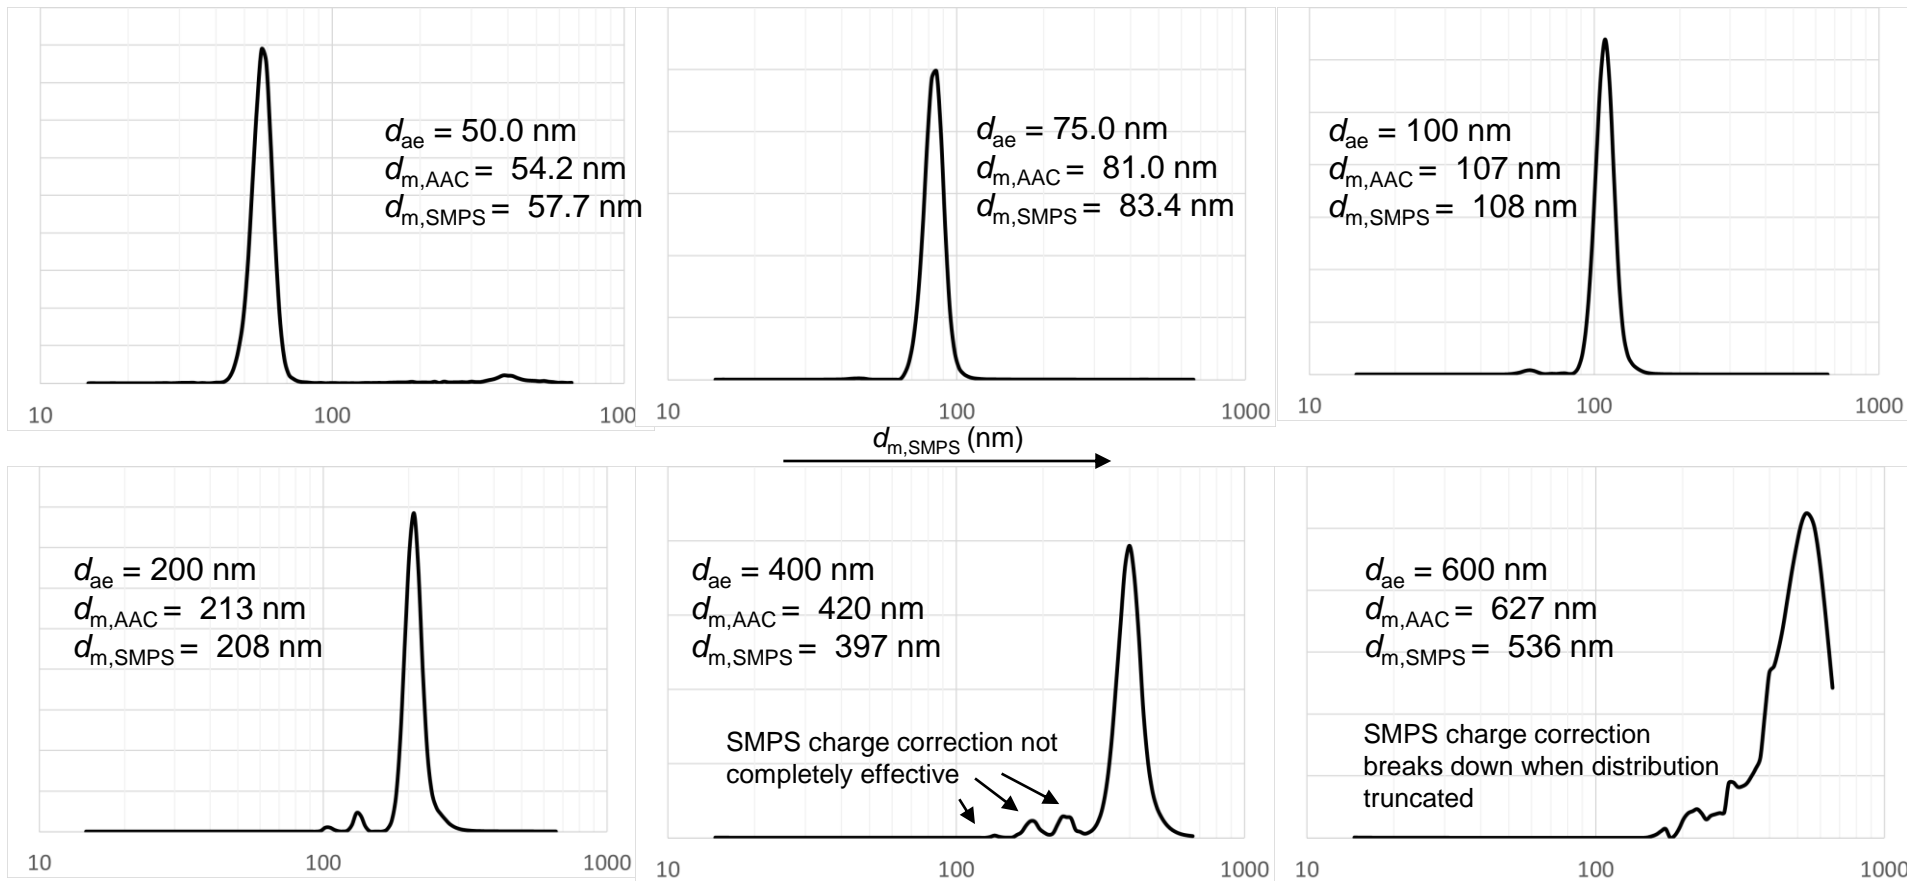 d_ae = 50.0 nm
d_m,AAC = 54.2 nm
d_m,SMPS = 57.7 nm
10 100 100
d_ae = 75.0 nm
d_m,AAC = 81.0 nm
d_m,SMPS = 83.4 nm
10 100 1000
d_ae = 100 nm
d_m,AAC = 107 nm
d_m,SMPS = 108 nm
10 100 1000
d_m,SMPS (nm)
d_ae = 200 nm
d_m,AAC = 213 nm
d_m,SMPS = 208 nm
10 100 1000
d_ae = 400 nm
d_m,AAC = 420 nm
d_m,SMPS = 397 nm
SMPS charge correction not
completely effective
10 100 1000
d_ae = 600 nm
d_m,AAC = 627 nm
d_m,SMPS = 536 nm
SMPS charge correction
breaks down when distribution
truncated
10 100 1000